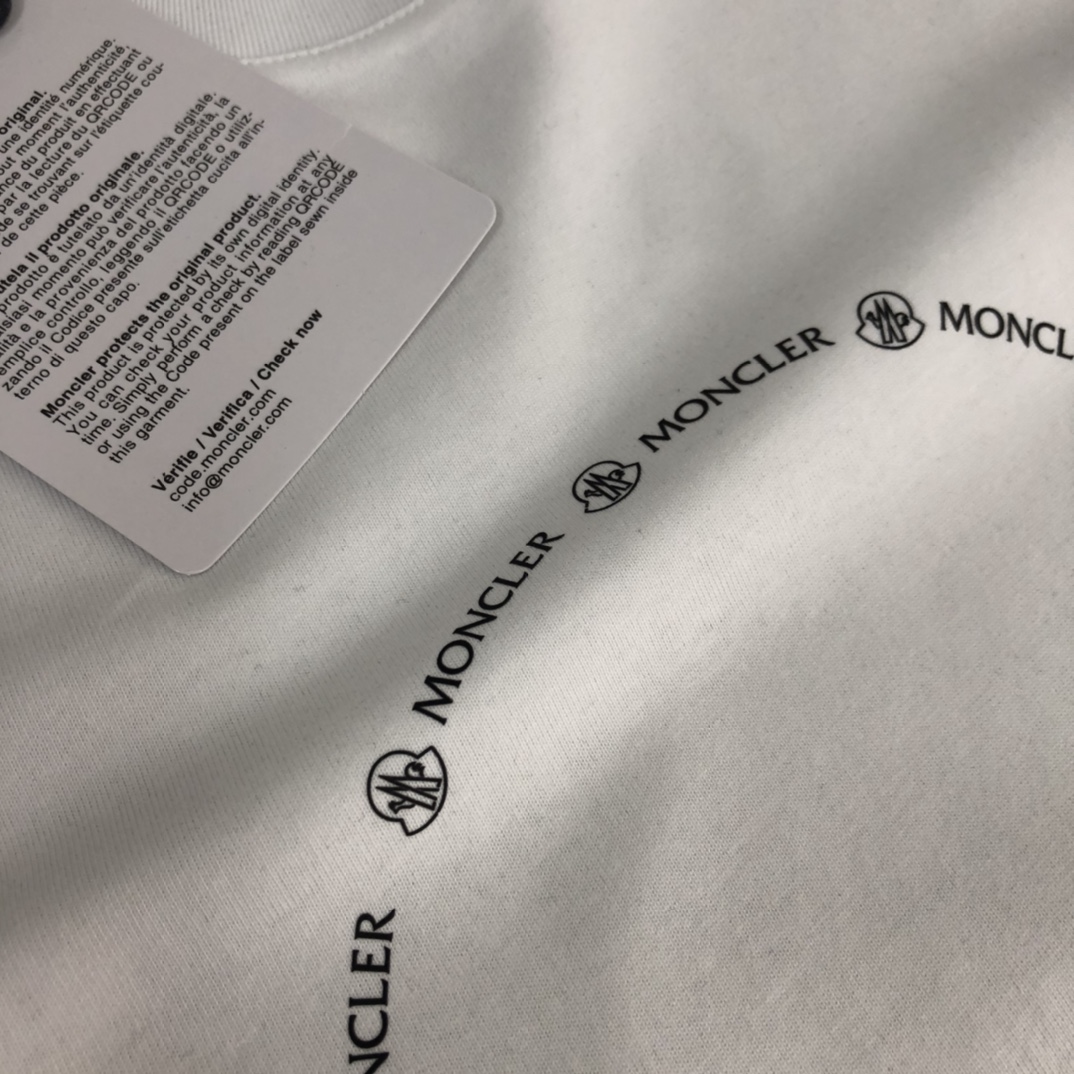 original.
une identité numérique.
tout moment l'authenticité,
du produit en effectuant
par la lecture du QRCODE ou
se trouvant sur l'étiquette cou-
de cette pièce.
tutela il prodotto originale.
prodotto è tutelato da un'identità digitale.
momento può verificare l'autenticità, la
e la provenienza del prodotto facendo un
semplice controllo, leggendo il QRCODE o utiliz-
zando il Codice presente sull'etichetta cucita all'in-
terno di questo capo.
Moncler protects the original product.
This product is protected by its own digital identity.
You can check your product information at any
time. Simply perform a check by reading QRCODE
or using the Code present on the label sewn inside
this garment.
Vérifie / Verifica / Check now
code.moncler.com
info@moncler.com
NCLER
MONCLER
MONCLER
MONCL